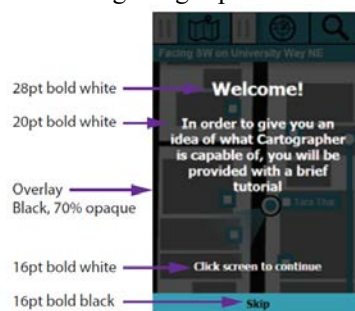 Facing SW on University Way NE
28pt bold white
Welcome!
20pt bold white
In order to give you an
idea of what Cartographer
is capable of, you will be
provided with a brief
tutorial
Overlay
Black, 70% opaque
16pt bold white
Click screen to continue
16pt bold black
Skip